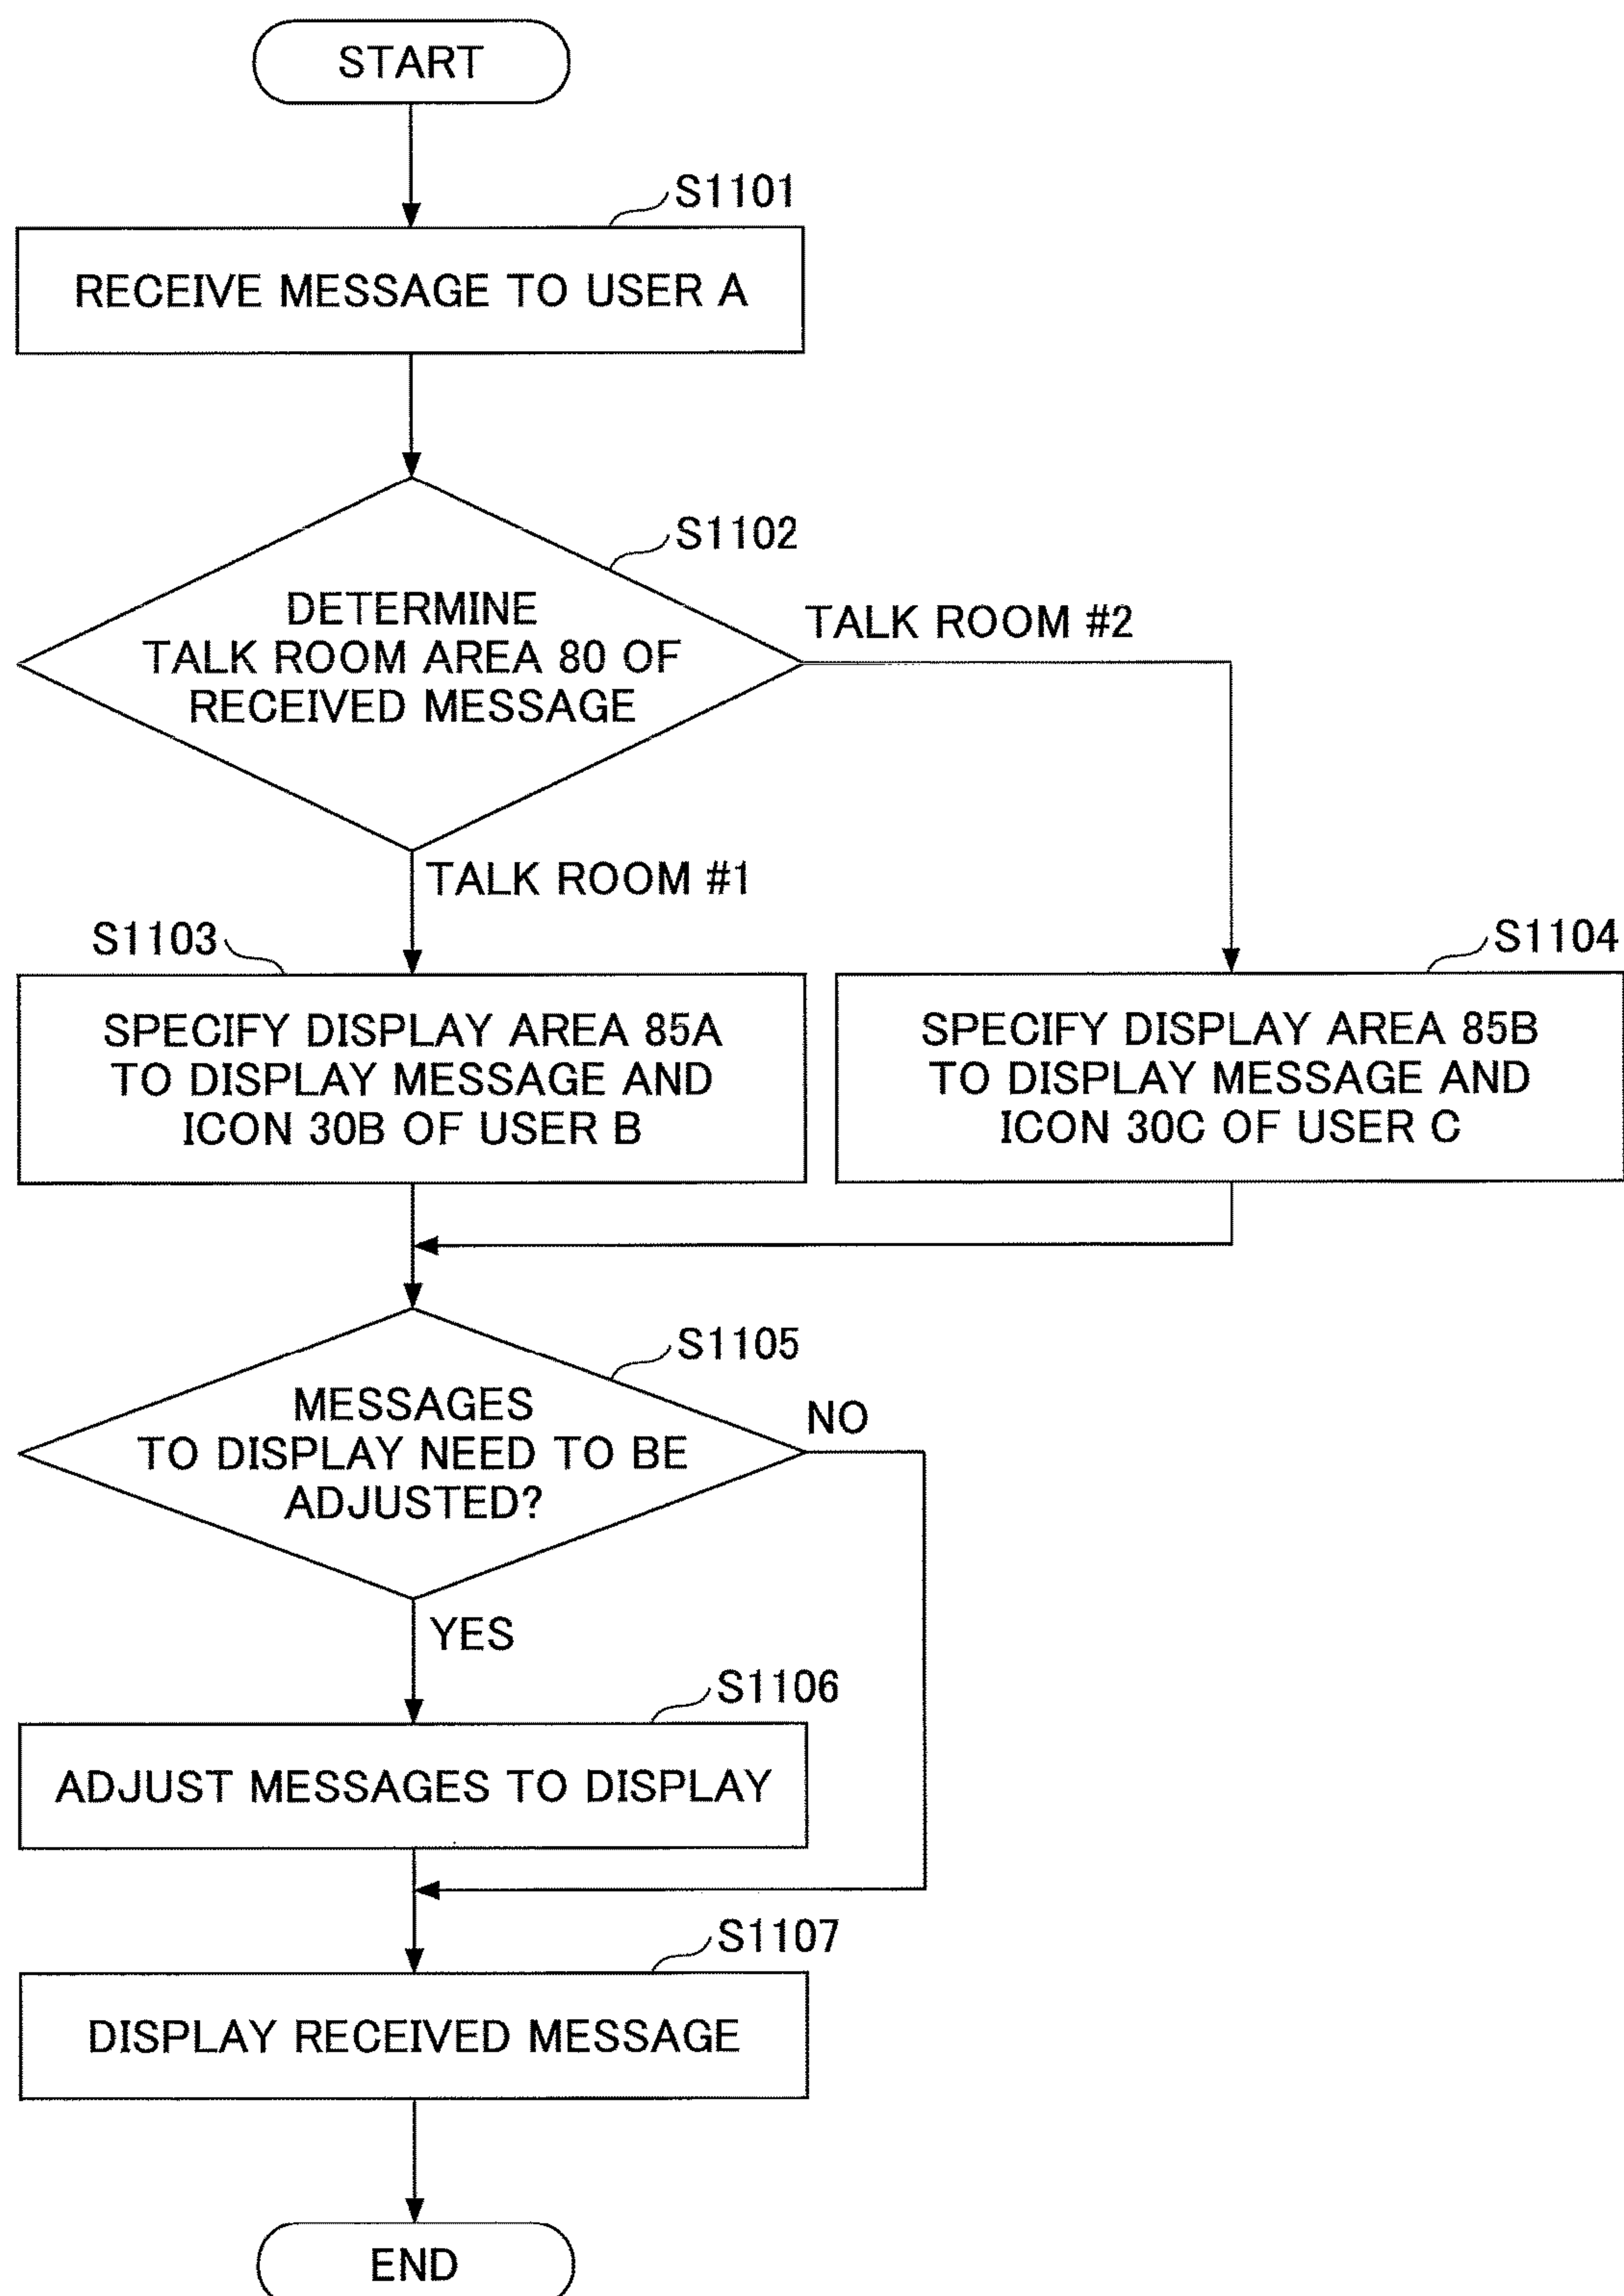 START
S1101
RECEIVE MESSAGE TO USER A
S1102
DETERMINE
TALK ROOM AREA 80 OF
RECEIVED MESSAGE
TALK ROOM #2
TALK ROOM #1
S1103
SPECIFY DISPLAY AREA 85A
TO DISPLAY MESSAGE AND
ICON 30B OF USER B
S1104
SPECIFY DISPLAY AREA 85B
TO DISPLAY MESSAGE AND
ICON 30C OF USER C
S1105
MESSAGES
TO DISPLAY NEED TO BE
ADJUSTED?
NO
YES
S1106
ADJUST MESSAGES TO DISPLAY
S1107
DISPLAY RECEIVED MESSAGE
END